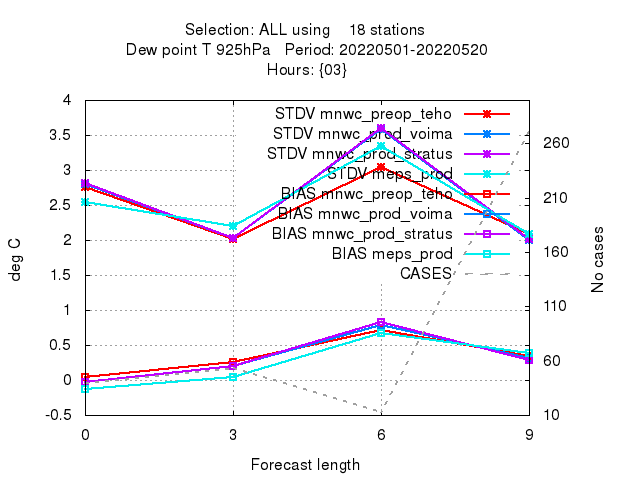 Selection: ALL using 18 stations
Dew point T 925hPa Period: 20220501-20220520
Hours: {03}
4
3.5
3
2.5
2
1.5
1
0.5
0
-0.5
deg C
STDV mnwc_preop_teho
STDV mnwc_prod_voima
STDV mnwc_prod_stratus
STDV meps_prod
BIAS mnwc_preop_teho
BIAS mnwc_prod_voima
BIAS mnwc_prod_stratus
BIAS meps_prod
CASES
260
210
160
110
60
10
No cases
0 3 6 9
Forecast length